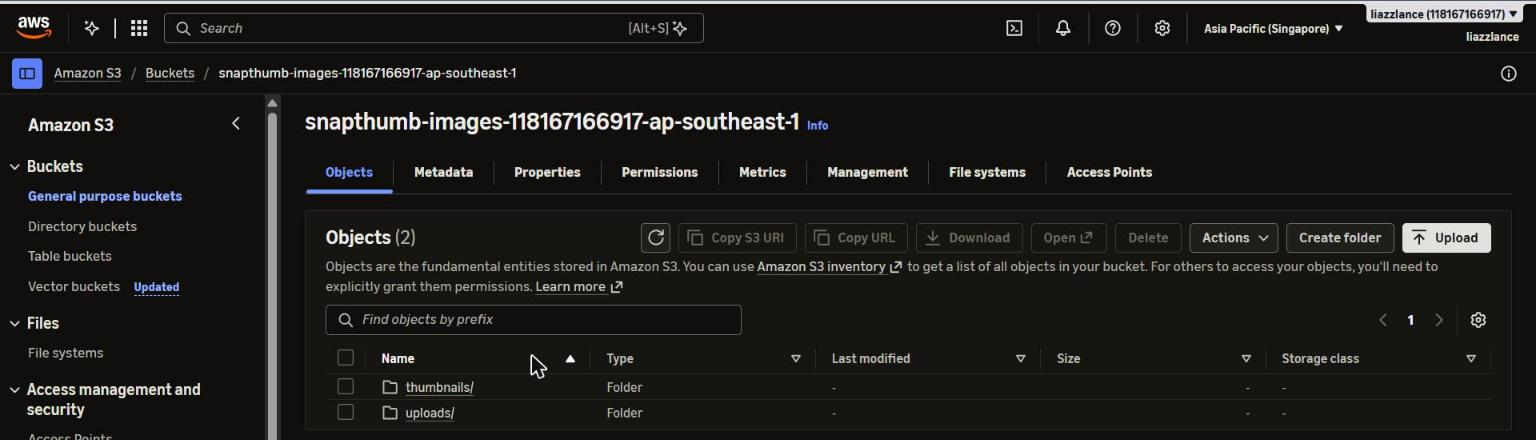 aws
Search [Alt+S]
Asia Pacific (Singapore)
liazzlance (118167166917)
liazzlance
Amazon S3 / Buckets / snapthumb-images-118167166917-ap-southeast-1
Amazon S3
Buckets
General purpose buckets
Directory buckets
Table buckets
Vector buckets Updated
Files
File systems
Access management and
security
Access Points
snapthumb-images-118167166917-ap-southeast-1 Info
Objects Metadata Properties Permissions Metrics Management File systems Access Points
Objects (2)
Copy S3 URI Copy URL Download Open Delete Actions Create folder Upload
Objects are the fundamental entities stored in Amazon S3. You can use Amazon S3 inventory to get a list of all objects in your bucket. For others to access your objects, you'll need to
explicitly grant them permissions. Learn more
Find objects by prefix
1
Name Type Last modified Size Storage class
thumbnails/ Folder - - -
uploads/ Folder - - -